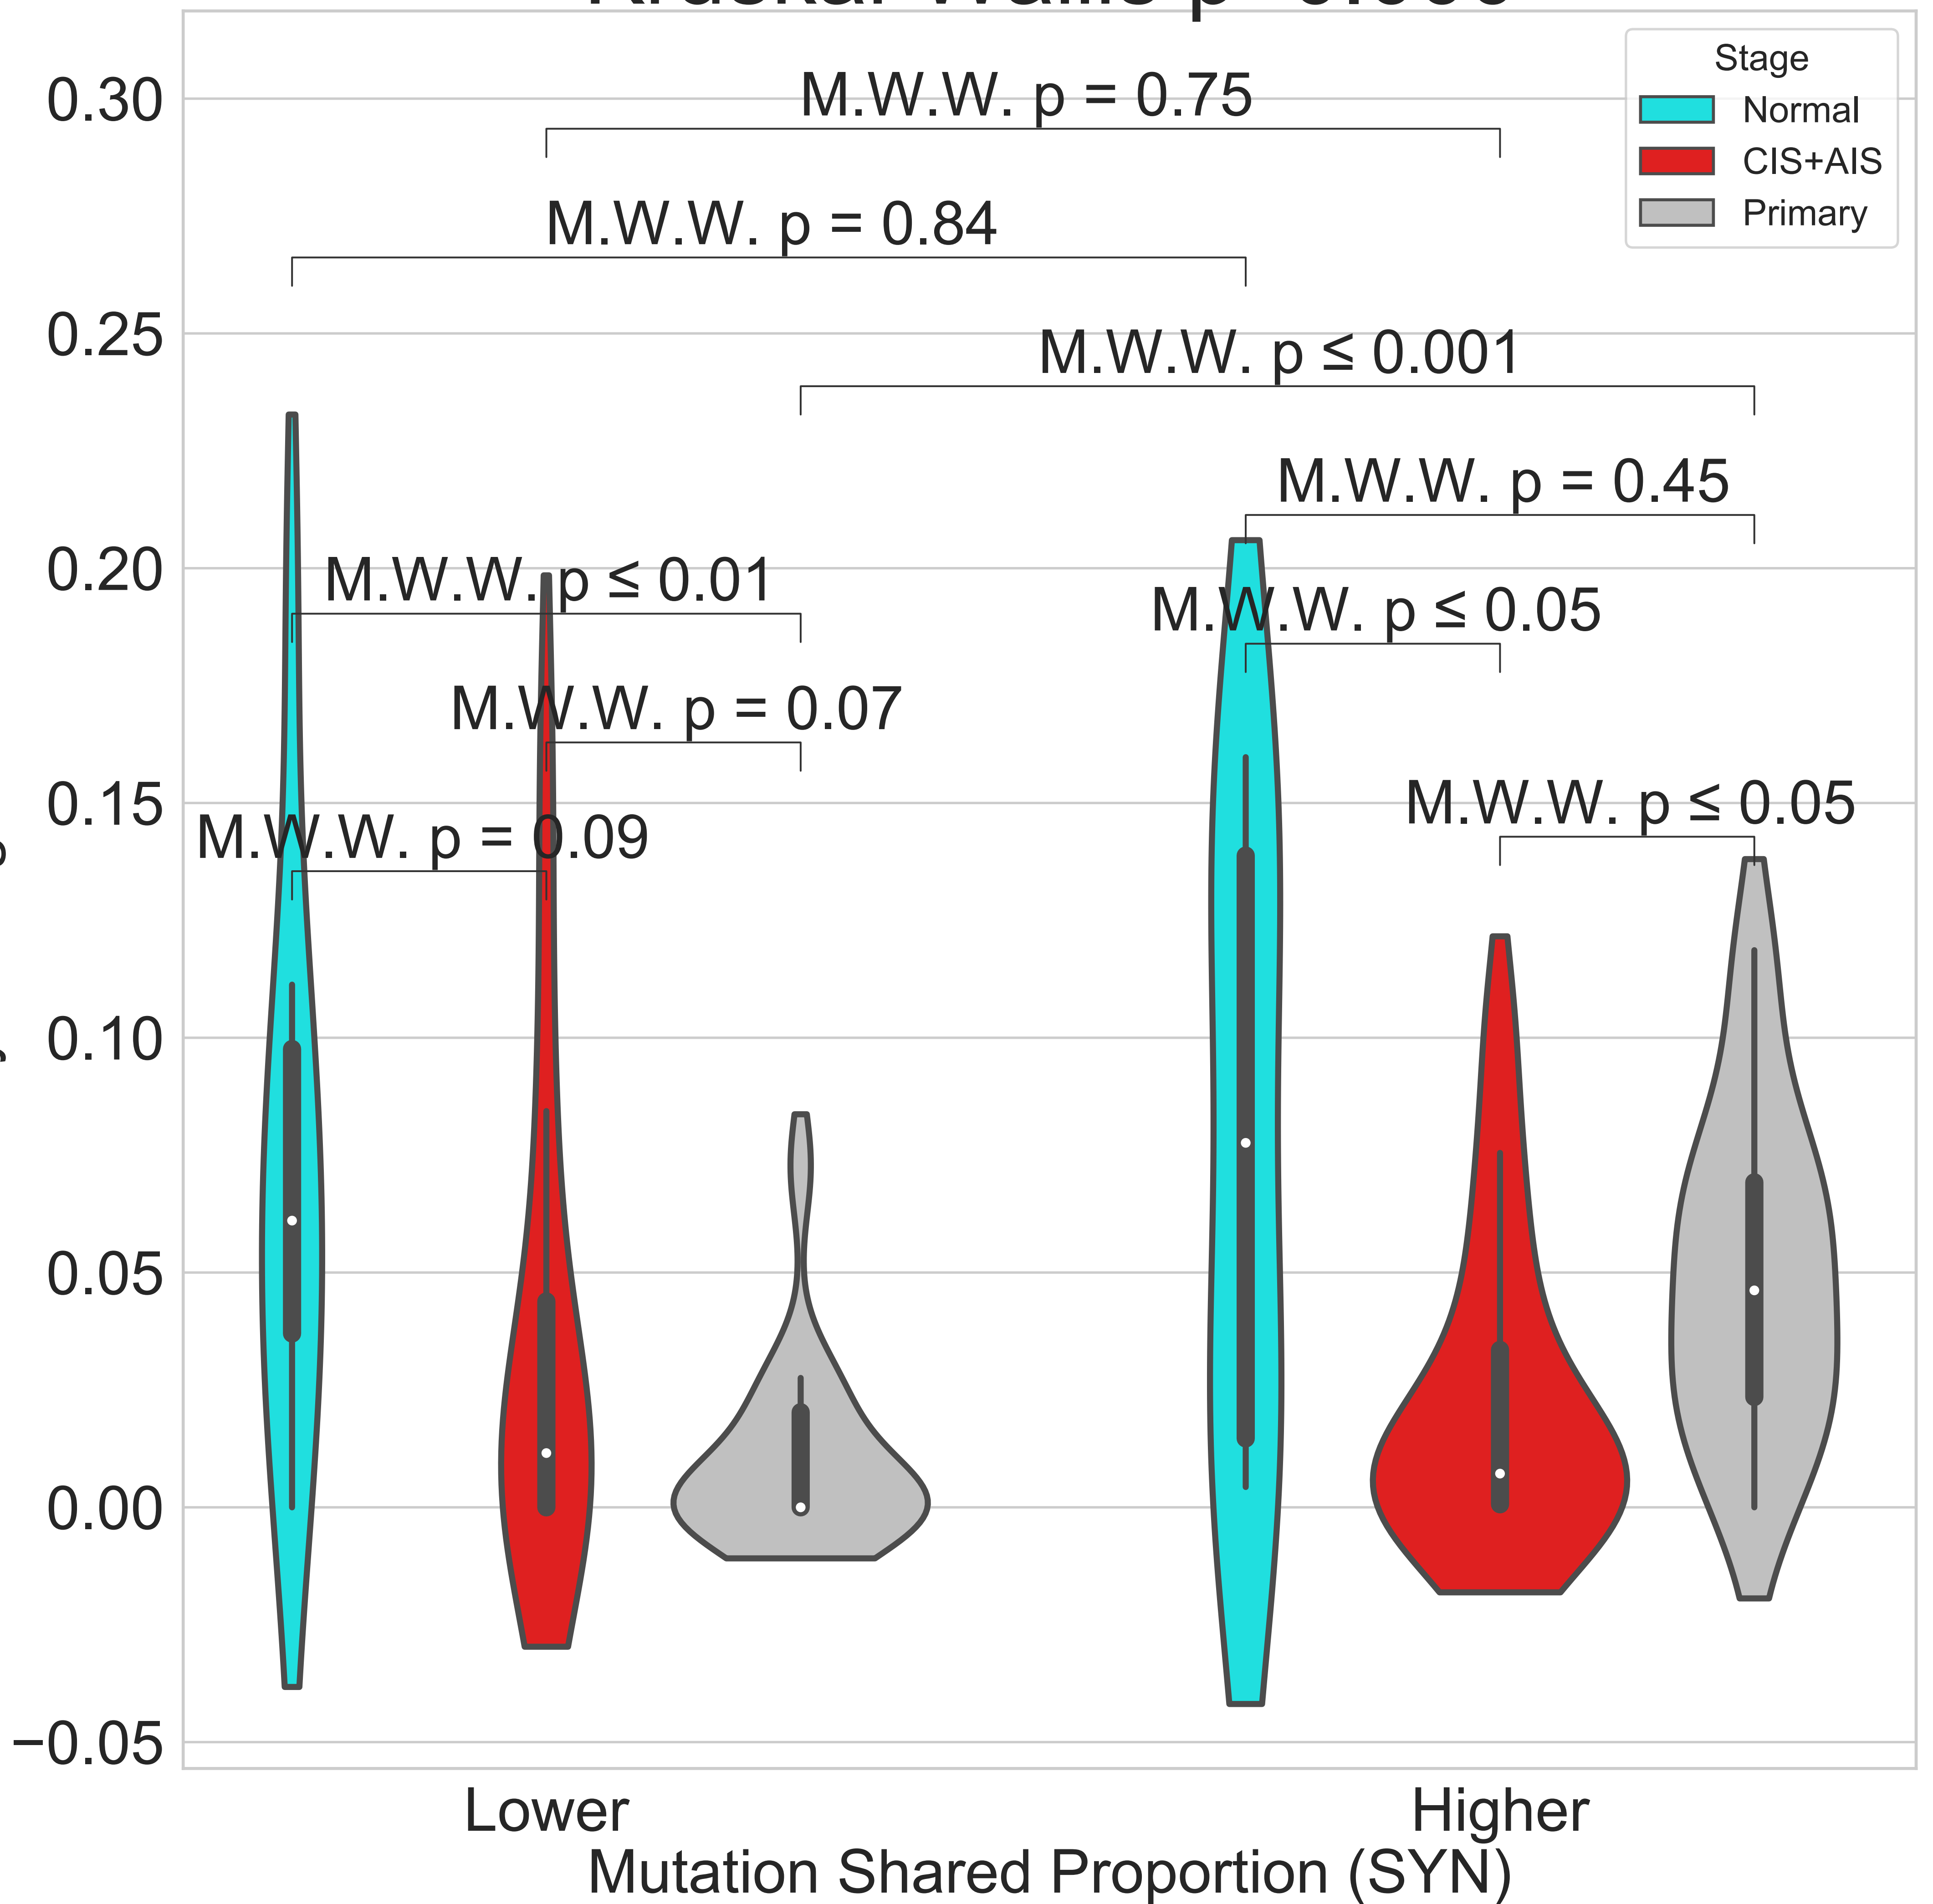 0.30
0.25
0.20
0.15
0.10
0.05
0.00
−0.05
M.W.W. p = 0.75
M.W.W. p = 0.84
M.W.W. p ≤ 0.001
M.W.W. p = 0.45
M.W.W. p ≤ 0.01
M.W.W. p ≤ 0.05
M.W.W. p = 0.07
M.W.W. p ≤ 0.05
M.W.W. p = 0.09
Stage
Normal
CIS+AIS
Primary
Lower
Higher
Mutation Shared Proportion (SYN)